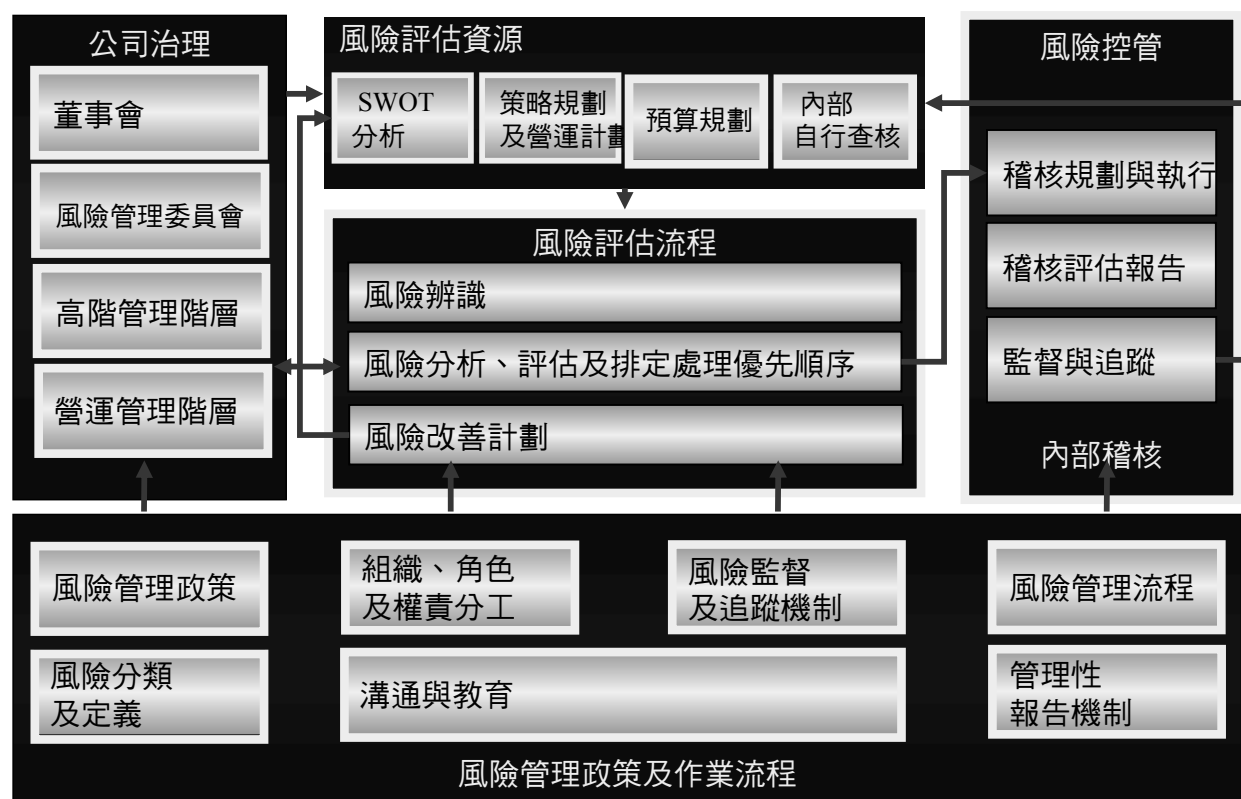 公司治理
董事會
風險管理委員會
高階管理階層
營運管理階層
風險評估資源
SWOT
分析
策略規劃
及營運計劃
預算規劃
內部
自行查核
風險評估流程
風險辨識
風險分析、評估及排定處理優先順序
風險改善計劃
風險控管
稽核規劃與執行
稽核評估報告
監督與追蹤
內部稽核
風險管理政策
組織、角色
及權責分工
風險監督
及追蹤機制
風險管理流程
風險分類
及定義
溝通與教育
管理性
報告機制
風險管理政策及作業流程